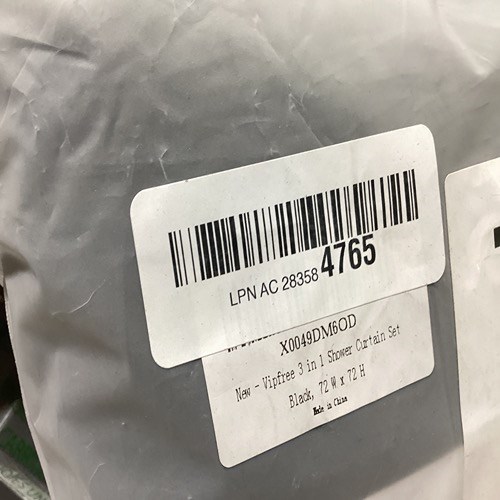 LPN AC 28358 4765
X0049DM6OD
New - Vipfree 3 in 1 Shower Curtain Set
Black, 72 W x 72 H
Made in China